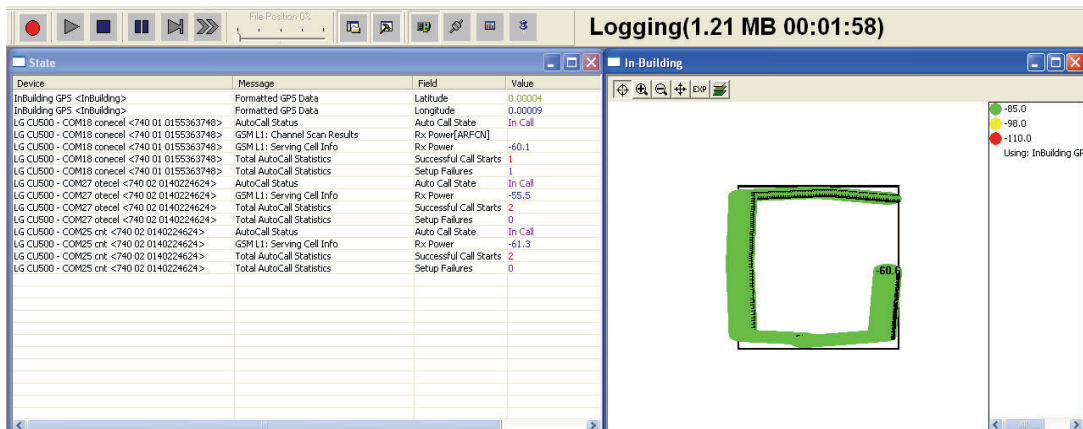 File Position 0%
Logging(1.21 MB 00:01:58)
State
Device Message Field Value
InBuilding GPS <InBuilding> Formatted GPS Data Latitude 0.00004
InBuilding GPS <InBuilding> Formatted GPS Data Longitude 0.00009
LG CU500 - COM18 conecel <740 01 0155363748> AutoCall Status Auto Call State In Call
LG CU500 - COM18 conecel <740 01 0155363748> GSM L1: Channel Scan Results Rx Power[ARFCN]
LG CU500 - COM18 conecel <740 01 0155363748> GSM L1: Serving Cell Info Rx Power -60.1
LG CU500 - COM18 conecel <740 01 0155363748> Total AutoCall Statistics Successful Call Starts 1
LG CU500 - COM18 conecel <740 01 0155363748> Total AutoCall Statistics Setup Failures 1
LG CU500 - COM27 otecel <740 02 0140224624> AutoCall Status Auto Call State In Call
LG CU500 - COM27 otecel <740 02 0140224624> GSM L1: Serving Cell Info Rx Power -55.5
LG CU500 - COM27 otecel <740 02 0140224624> Total AutoCall Statistics Successful Call Starts 2
LG CU500 - COM27 otecel <740 02 0140224624> Total AutoCall Statistics Setup Failures 0
LG CU500 - COM25 cnt <740 02 0140224624> AutoCall Status Auto Call State In Call
LG CU500 - COM25 cnt <740 02 0140224624> GSM L1: Serving Cell Info Rx Power -61.3
LG CU500 - COM25 cnt <740 02 0140224624> Total AutoCall Statistics Successful Call Starts 2
LG CU500 - COM25 cnt <740 02 0140224624> Total AutoCall Statistics Setup Failures 0
In-Building
EXP
-85.0
-98.0
-110.0
Using: InBuilding GP
-60.6